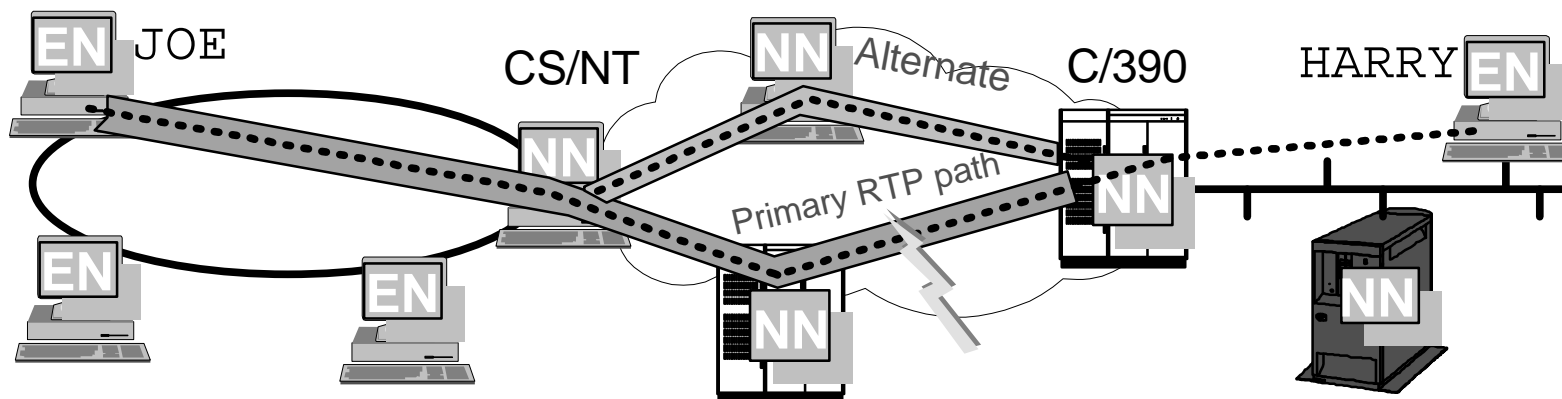 EN
JOE
CS/NT
NN
Alternate
C/390
HARRY
EN
NN
Primary RTP path
NN
EN
EN
NN
NN